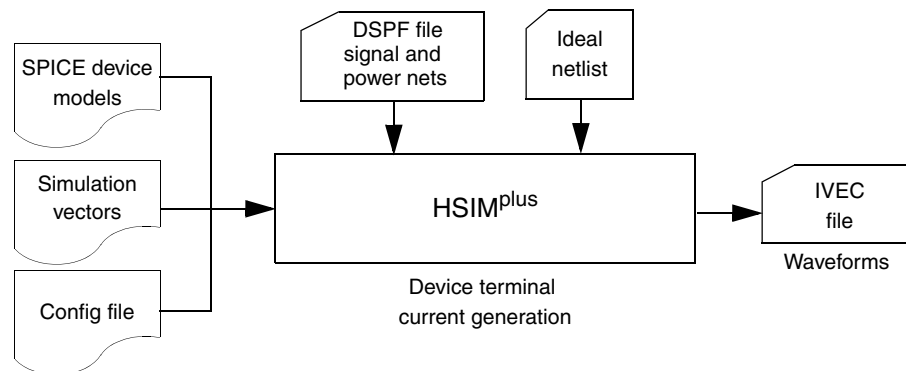 SPICE device
models
Simulation
vectors
Config file
DSPF file
signal and
power nets
Ideal
netlist
HSIMplus
Device terminal
current generation
IVEC
file
Waveforms